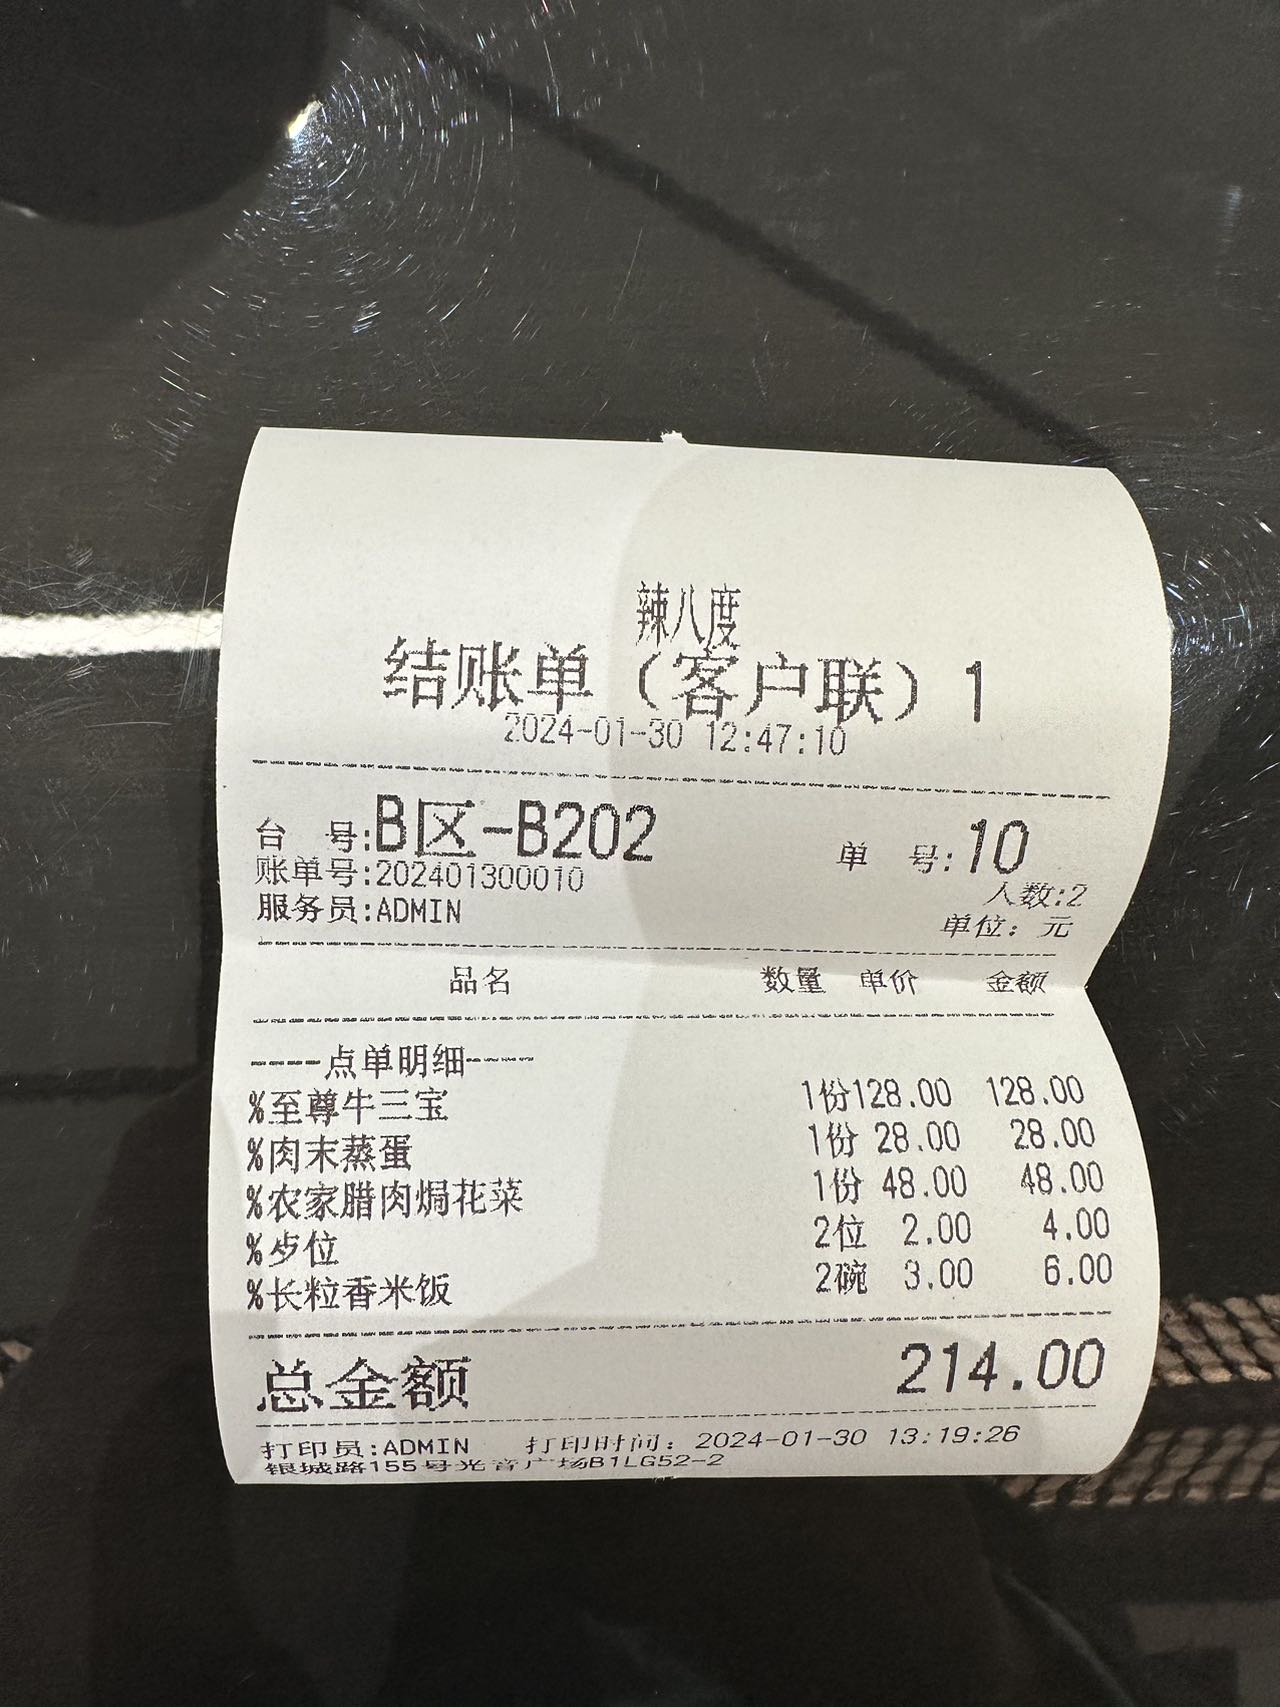 辣八度
结账单（客户联）1
2024-01-30 12:47:10
台 号:B区-B202 单 号:10
账单号:202401300010
人数:2
服务员:ADMIN
单位：元
品名 数量 单价 金额
----点单明细----
%至尊牛三宝 1份128.00 128.00
%肉末蒸蛋 1份 28.00 28.00
%农家腊肉焗花菜 1份 48.00 48.00
%歺位 2位 2.00 4.00
%长粒香米饭 2碗 3.00 6.00
总金额 214.00
打印员:ADMIN 打印时间：2024-01-30 13:19:26
银城路155号光音广场B1LG52-2